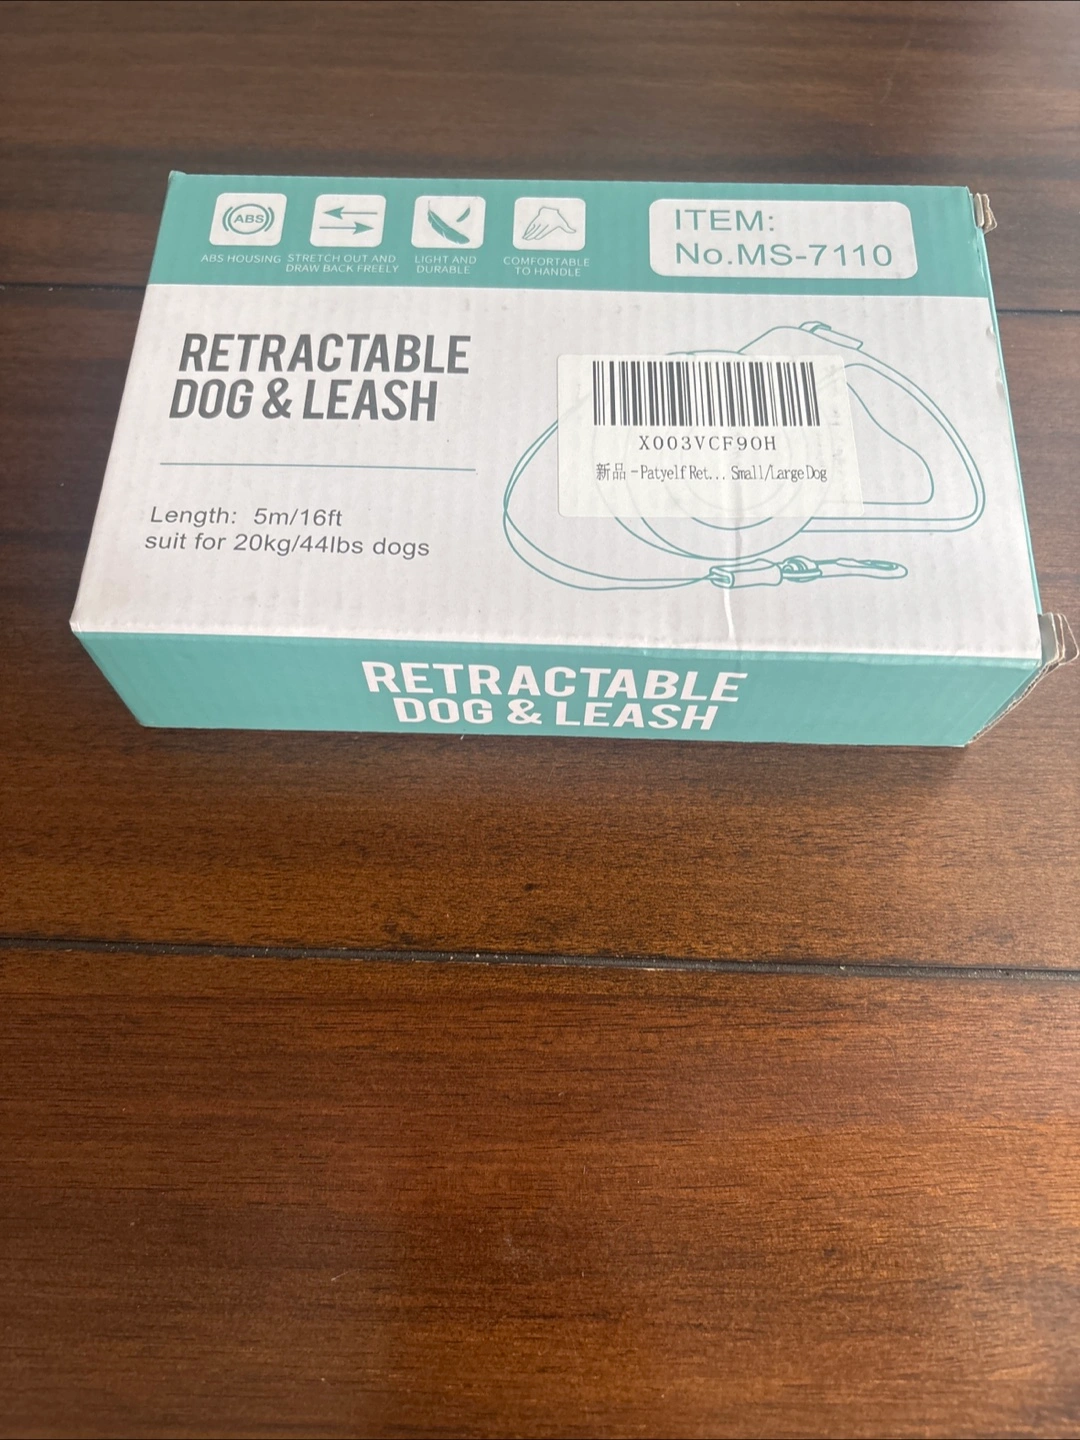 ABS
ABS HOUSING
STRETCH OUT AND
DRAW BACK FREELY
LIGHT AND
DURABLE
COMFORTABLE
TO HANDLE
ITEM:
No.MS-7110
RETRACTABLE
DOG & LEASH
Length: 5m/16ft
suit for 20kg/44lbs dogs
X003VCF9OH
新品 -Patyelf Ret... Small/Large Dog
RETRACTABLE
DOG & LEASH